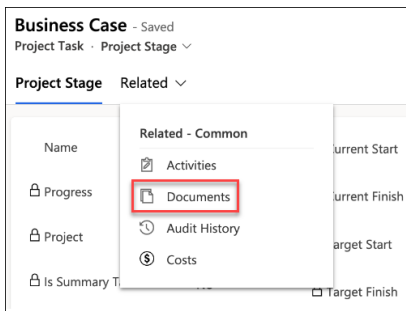 Business Case - Saved
Project Task · Project Stage
Project Stage Related
Related - Common
Name
Activities
Current Start
Progress
Documents
Current Finish
Project
Audit History
Target Start
Costs
Is Summary
Target Finish